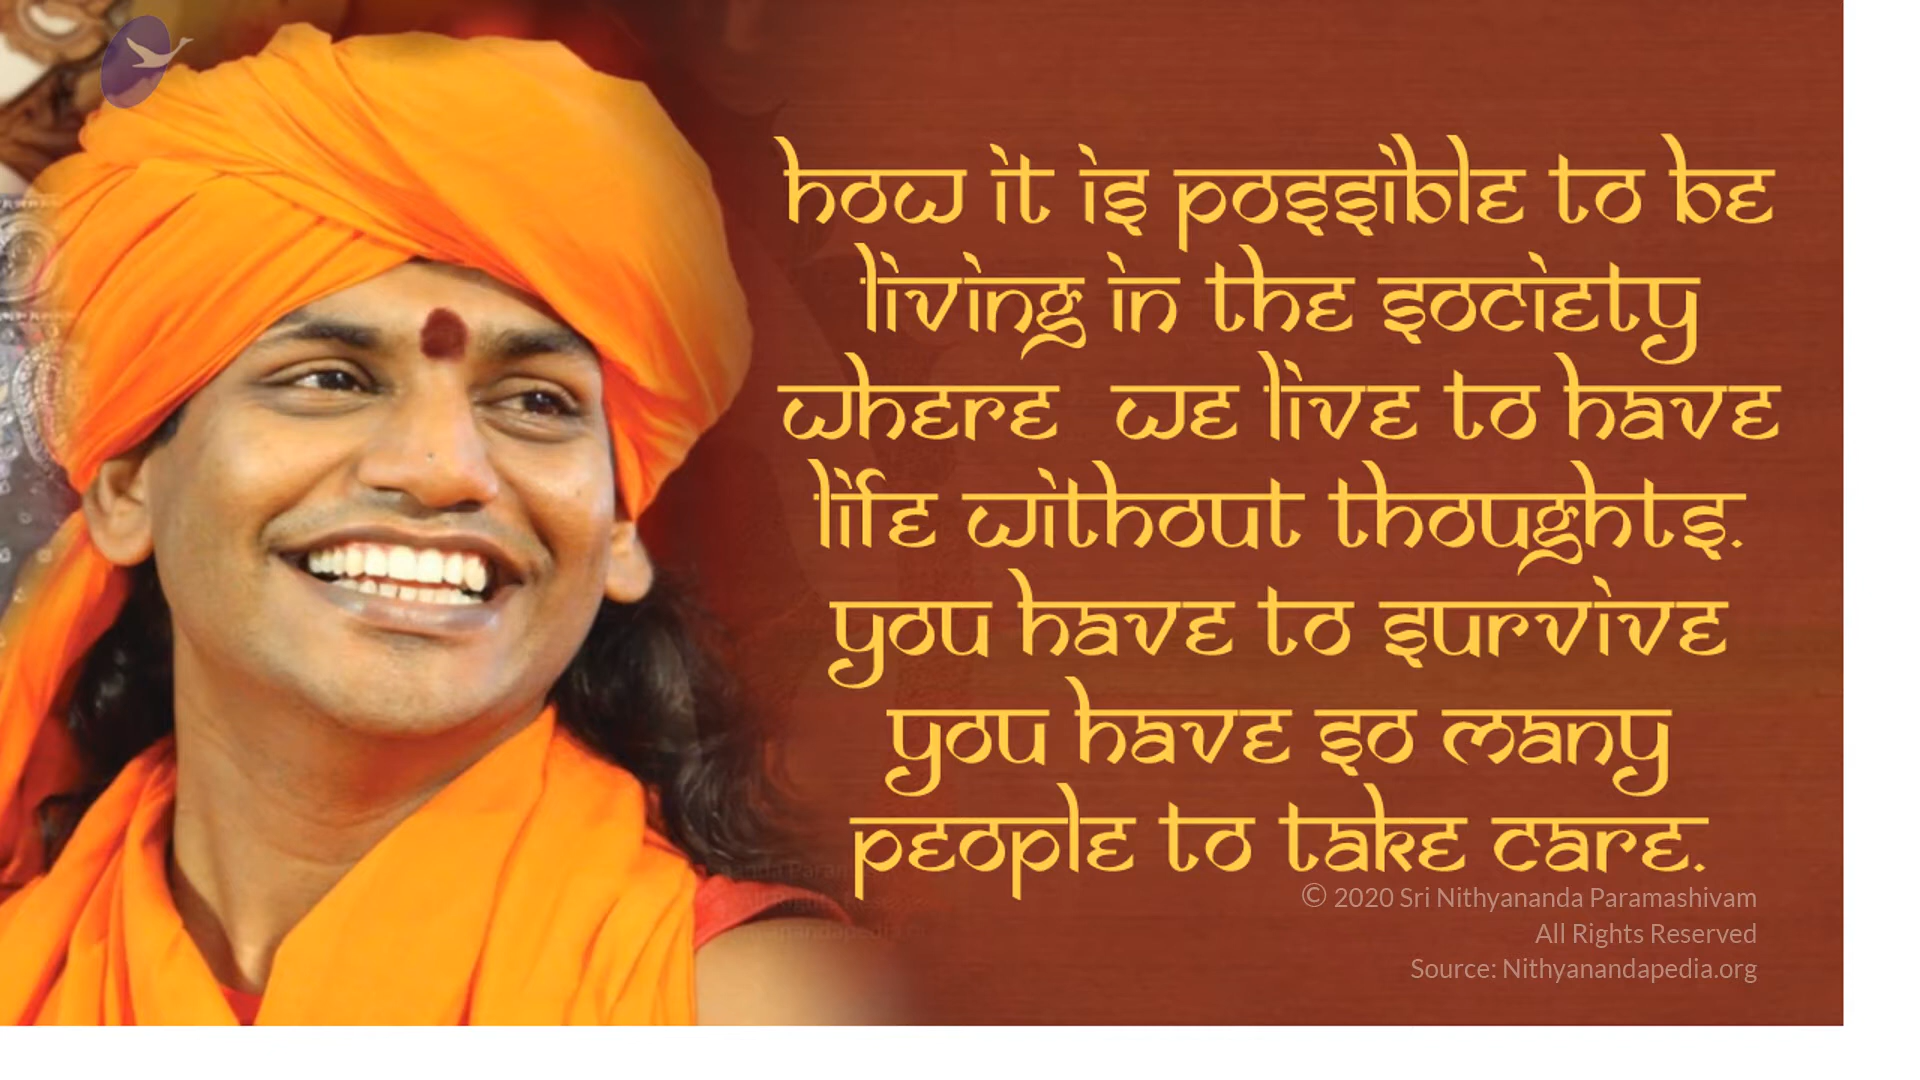 how it is possible to be
living in the society
where we live to have
life without thoughts.
you have to survive
you have so many
people to take care.
© 2020 Sri Nithyananda Paramashivam
All Rights Reserved
Source: Nithyanandapedia.org